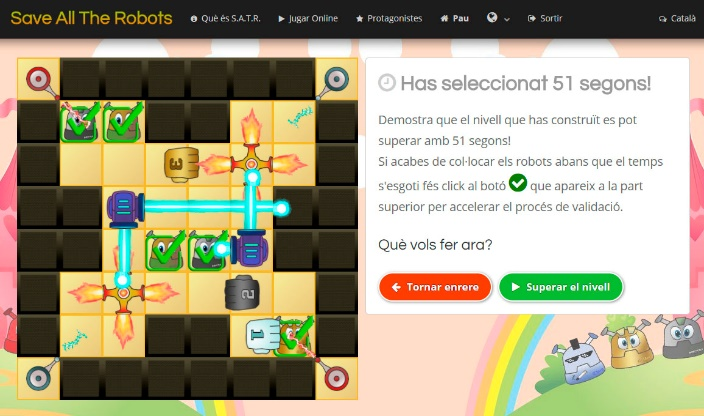 Save All The Robots
Què és S.A.T.R.
Jugar Online
Protagonistes
Pau
Sortir
Català
Has seleccionat 51 segons!
Demostra que el nivell que has construït es pot
superar amb 51 segons!
Si acabes de col·locar els robots abans que el temps
s'esgoti fés click al botó que apareix a la part
superior per accelerar el procés de validació.
Què vols fer ara?
Tornar enrere
Superar el nivell
3
2
1